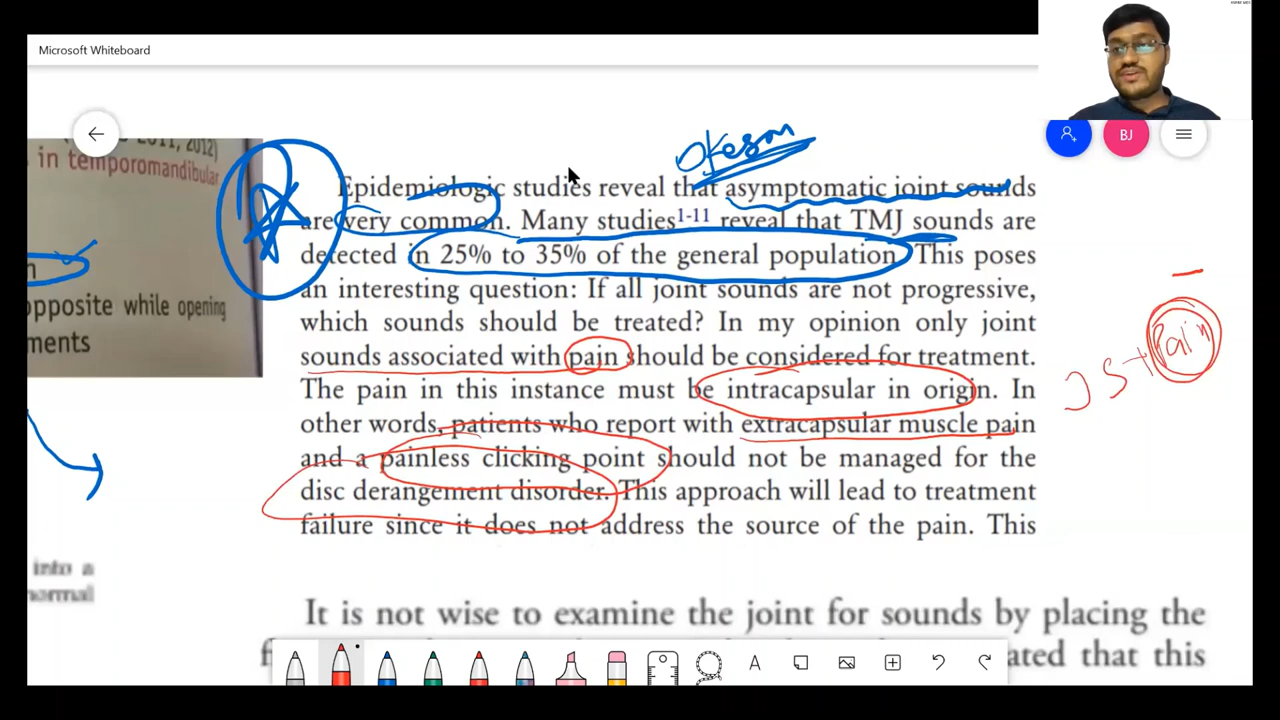 Microsoft Whiteboard
2011, 2012)
in temporomandibular
opposite while opening
ments
Okeson
Epidemiologic studies reveal that asymptomatic joint sounds
are very common. Many studies1-11 reveal that TMJ sounds are
detected in 25% to 35% of the general population. This poses
an interesting question: If all joint sounds are not progressive,
which sounds should be treated? In my opinion only joint
sounds associated with pain should be considered for treatment.
The pain in this instance must be intracapsular in origin. In
other words, patients who report with extracapsular muscle pain
and a painless clicking point should not be managed for the
disc derangement disorder. This approach will lead to treatment
failure since it does not address the source of the pain. This
BJ
JS + Pain
into a
normal
It is not wise to examine the joint for sounds by placing the
ated that this
A